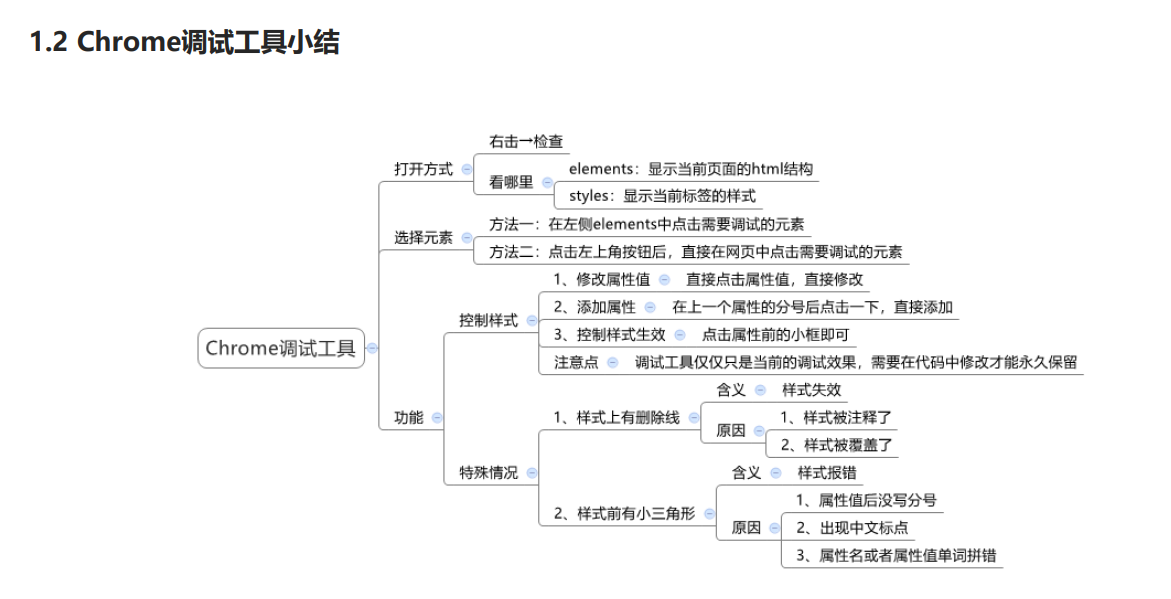 1.2 Chrome调试工具小结
Chrome调试工具
打开方式
右击→检查
看哪里
elements：显示当前页面的html结构
styles：显示当前标签的样式
选择元素
方法一：在左侧elements中点击需要调试的元素
方法二：点击左上角按钮后，直接在网页中点击需要调试的元素
功能
控制样式
1、修改属性值
直接点击属性值，直接修改
2、添加属性
在上一个属性的分号后点击一下，直接添加
3、控制样式生效
点击属性前的小框即可
注意点
调试工具仅仅只是当前的调试效果，需要在代码中修改才能永久保留
特殊情况
1、样式上有删除线
含义
样式失效
原因
1、样式被注释了
2、样式被覆盖了
2、样式前有小三角形
含义
样式报错
原因
1、属性值后没写分号
2、出现中文标点
3、属性名或者属性值单词拼错